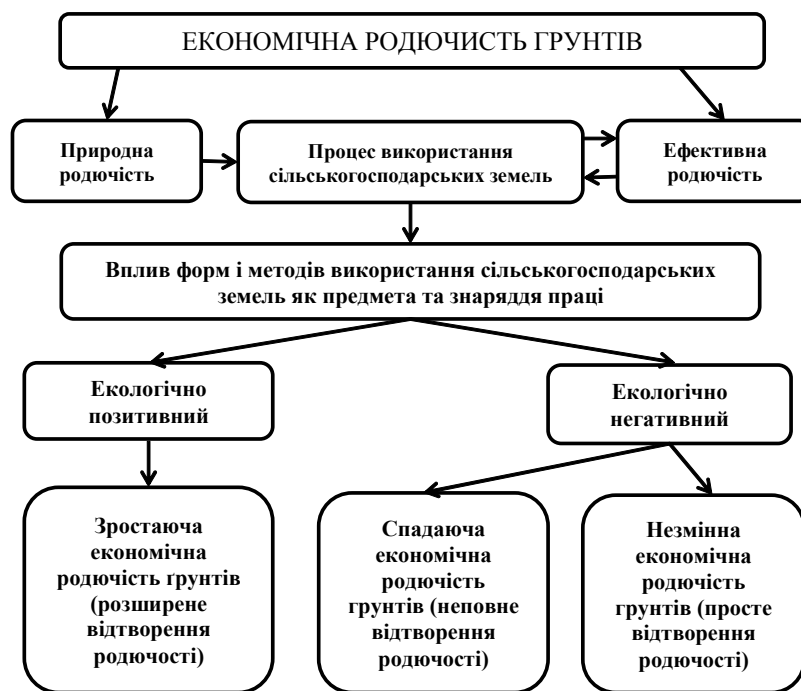 ЕКОНОМІЧНА РОДЮЧИСТЬ ГРУНТІВ
Природна
родючість
Процес використання
сільськогосподарських земель
Ефективна
родючість
Вплив форм і методів використання сільськогосподарських
земель як предмета та знаряддя праці
Екологічно
позитивний
Екологічно
негативний
Зростаюча
економічна
родючість ґрунтів
(розширене
відтворення
родючості)
Спадаюча
економічна
родючість
грунтів (неповне
відтворення
родючості)
Незмінна
економічна
родючість
грунтів (просте
відтворення
родючості)